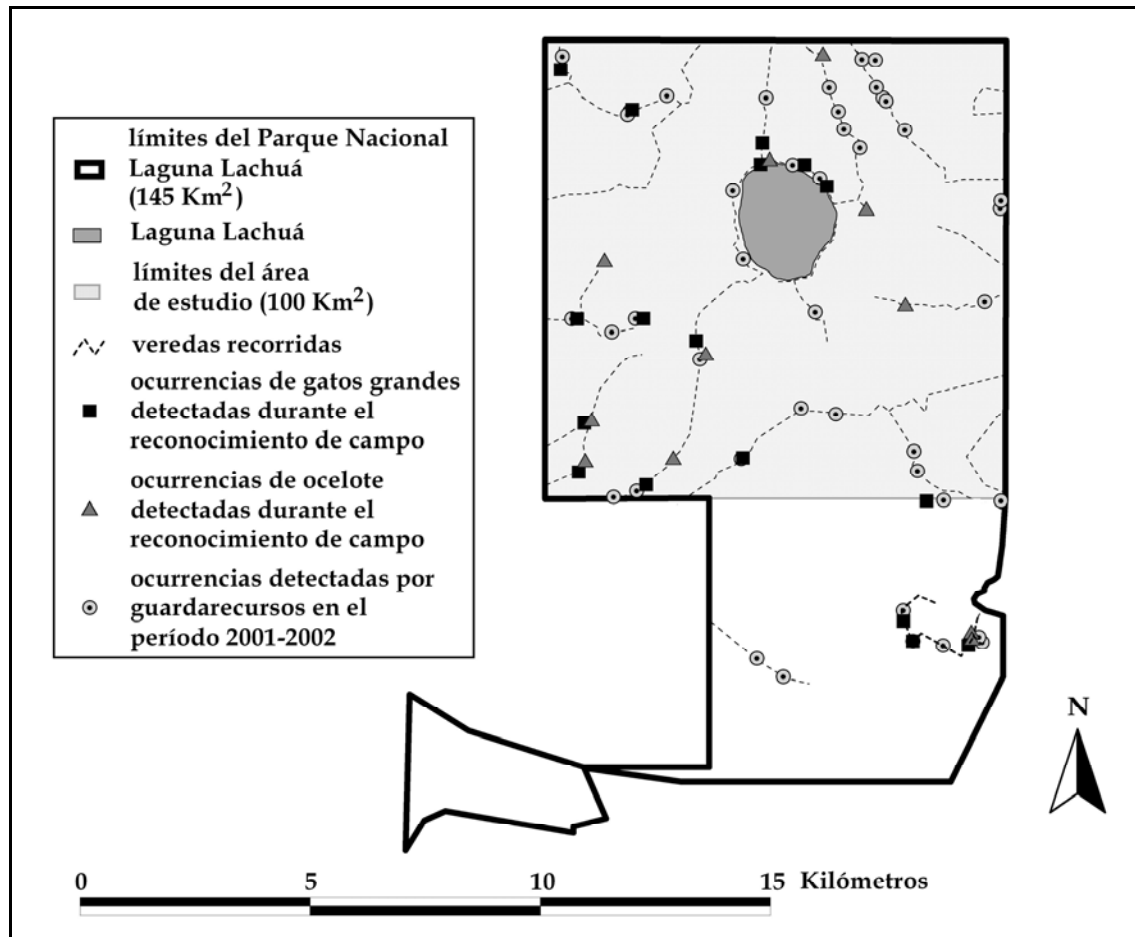 límites del Parque Nacional
Laguna Lachuá
(145 Km²)
Laguna Lachuá
límites del área
de estudio (100 Km²)
veredas recorridas
ocurrencias de gatos grandes
detectadas durante el
reconocimiento de campo
ocurrencias de ocelote
detectadas durante el
reconocimiento de campo
ocurrencias detectadas por
guardarecursos en el
período 2001-2002
N
0 5 10 15 Kilómetros